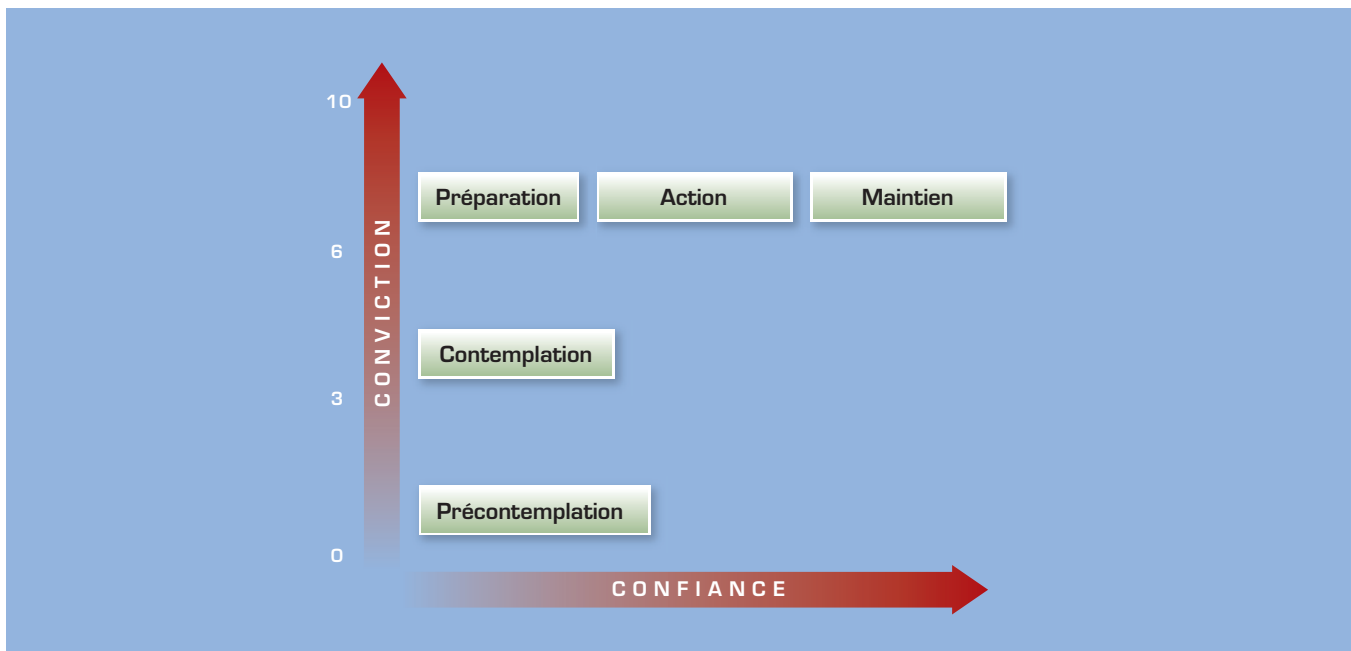 10
Préparation
Action
Maintien
6
CONVICTION
Contemplation
3
Précontemplation
0
CONFIANCE